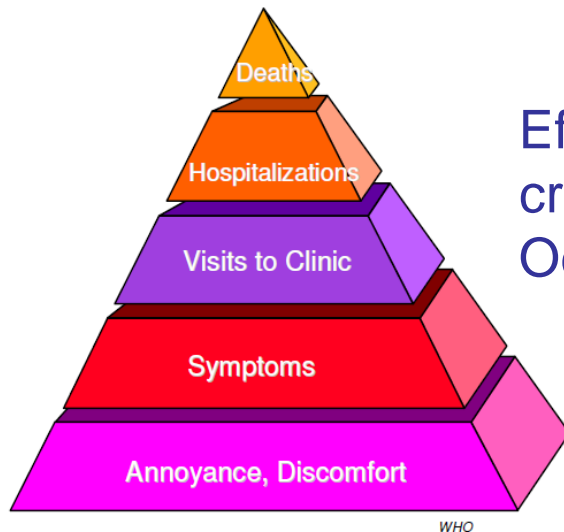 Deaths
Hospitalizations
Visits to Clinic
Symptoms
Annoyance, Discomfort
WHO